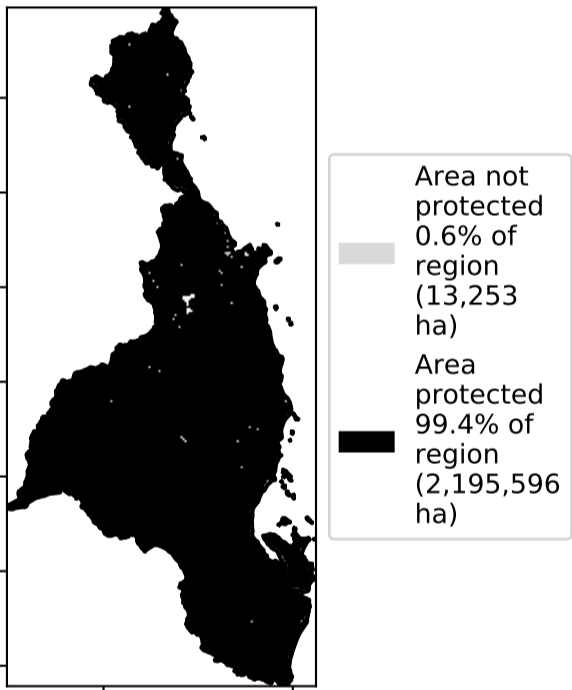 Area not
protected
0.6% of
region
(13,253
ha)
Area
protected
99.4% of
region
(2,195,596
ha)